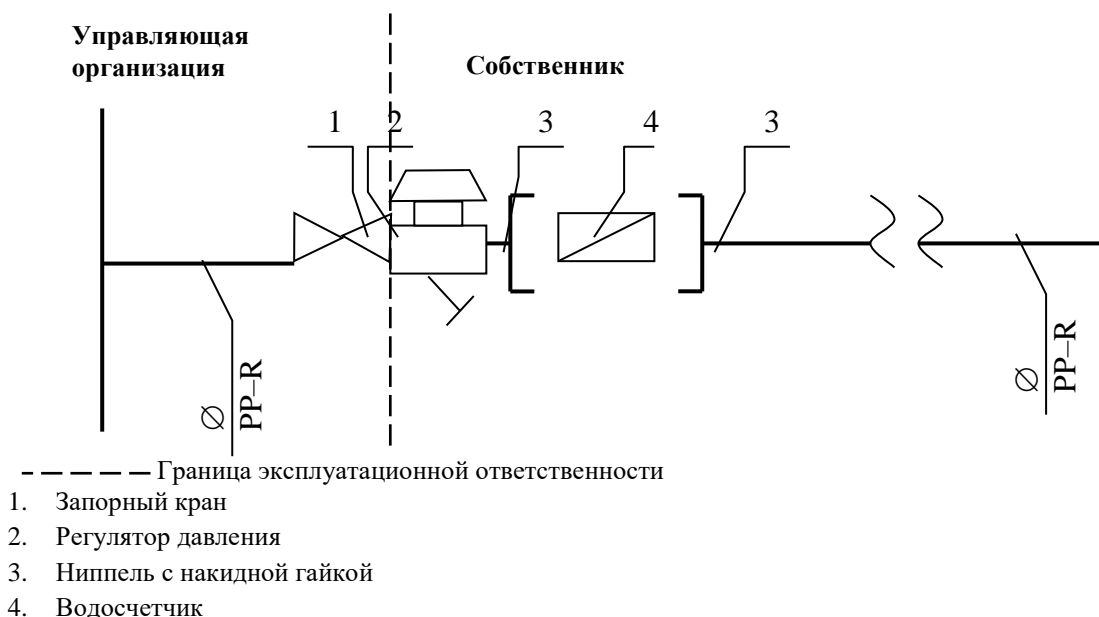 Управляющая
организация
Собственник
1 2 3 4 3
∅
PP–R
∅
PP–R
Граница эксплуатационной ответственности
1. Запорный кран
2. Регулятор давления
3. Ниппель с накидной гайкой
4. Водосчетчик